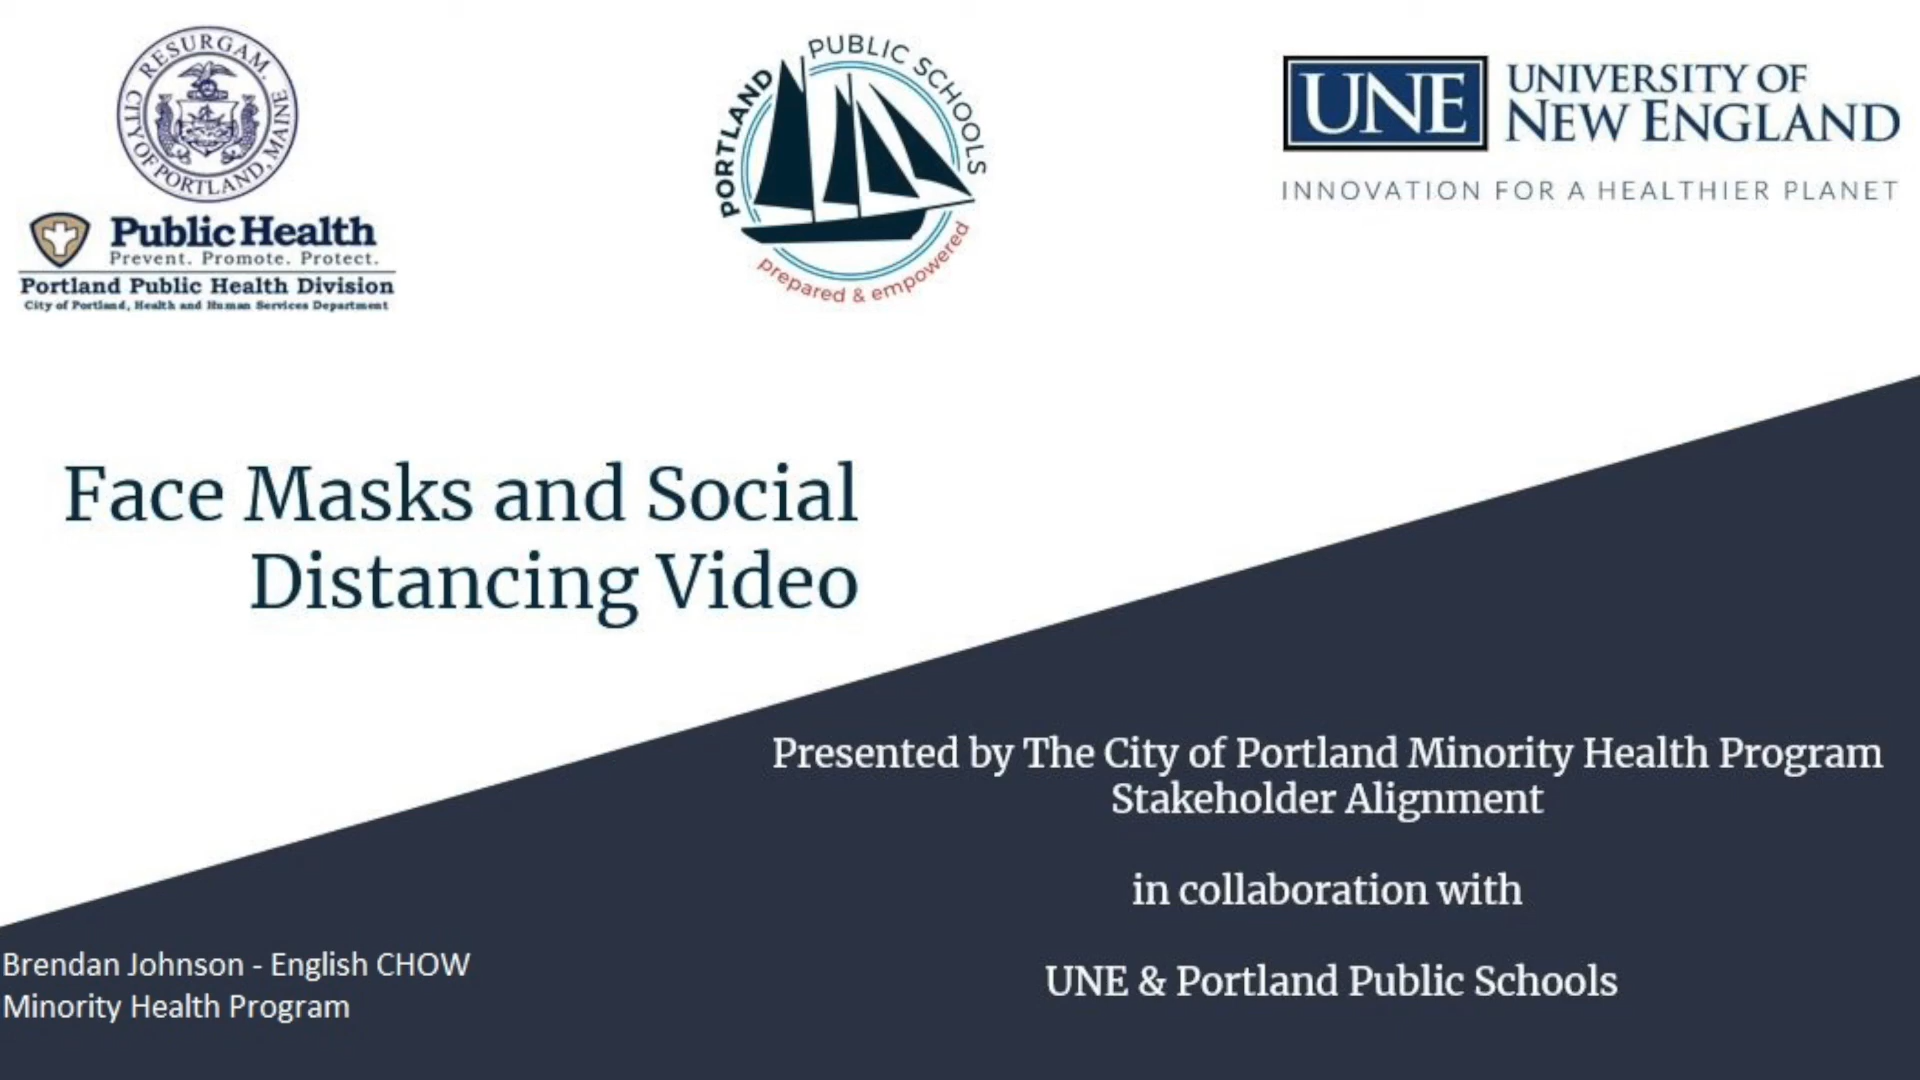 RESURGAM.
CITY OF PORTLAND, MAINE
Public Health
Prevent. Promote. Protect.
Portland Public Health Division
City of Portland, Health and Human Services Department
PORTLAND PUBLIC SCHOOLS
prepared & empowered
UNE
UNIVERSITY OF
NEW ENGLAND
INNOVATION FOR A HEALTHIER PLANET
Face Masks and Social
Distancing Video
Presented by The City of Portland Minority Health Program
Stakeholder Alignment
in collaboration with
UNE & Portland Public Schools
Brendan Johnson - English CHOW
Minority Health Program